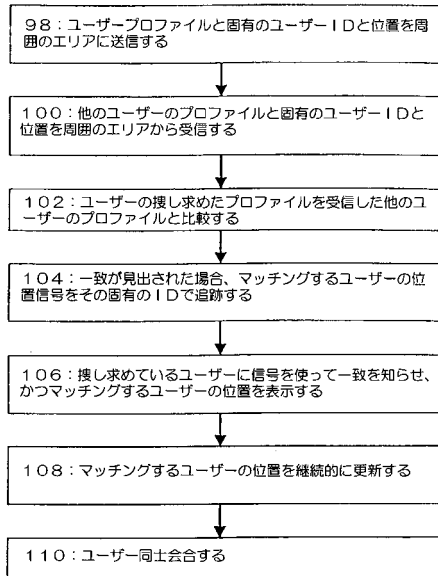 98：ユーザープロファイルと固有のユーザーIDと位置を周
囲のエリアに送信する
100：他のユーザーのプロファイルと固有のユーザーIDと
位置を周囲のエリアから受信する
102：ユーザーの捜し求めたプロファイルを受信した他のユ
ーザーのプロファイルと比較する
104：一致が見出された場合、マッチングするユーザーの位
置信号をその固有のIDで追跡する
106：捜し求めているユーザーに信号を使って一致を知らせ、
かつマッチングするユーザーの位置を表示する
108：マッチングするユーザーの位置を継続的に更新する
110：ユーザー同士会合する